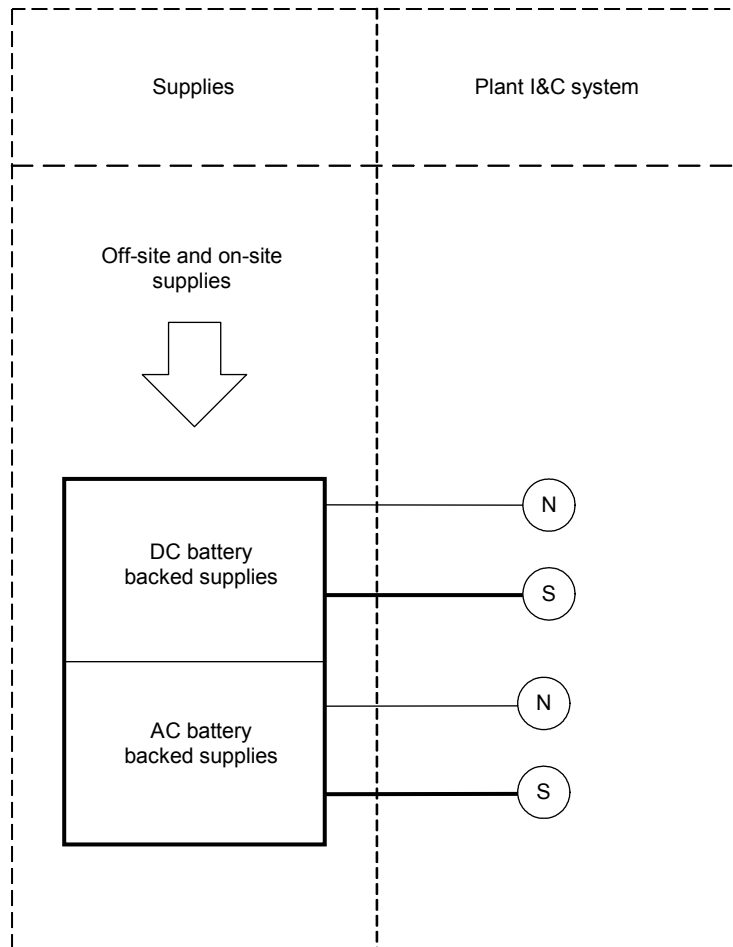 Supplies
Plant I&C system
Off-site and on-site
supplies
N
DC battery
backed supplies
S
N
AC battery
backed supplies
S